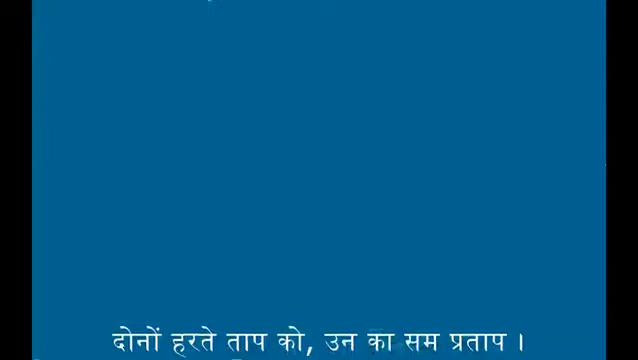 दोनों हरते ताप को, उन का सम प्रताप ।